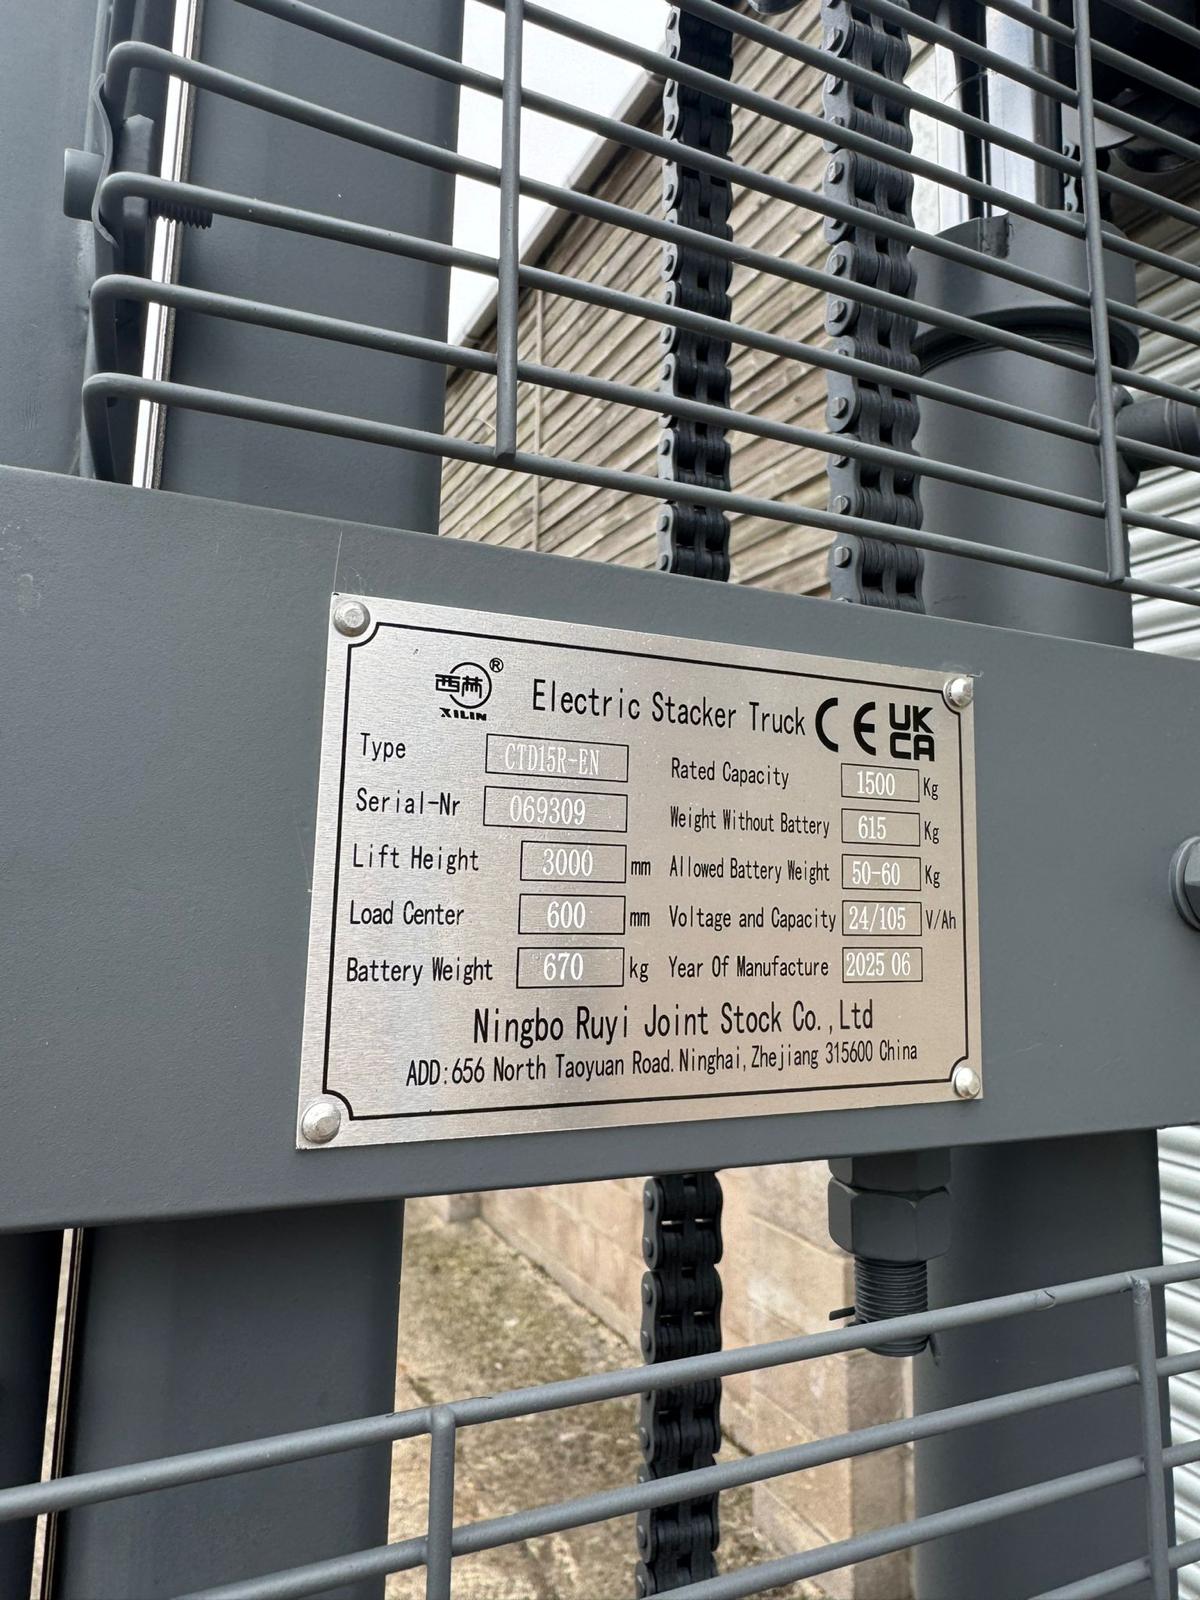 西林 ®
XILIN
Electric Stacker Truck CE UK CA
Type CTD15R-EN
Serial-Nr 069309
Lift Height 3000 mm
Load Center 600 mm
Battery Weight 670 kg
Rated Capacity 1500 Kg
Weight Without Battery 615 Kg
Allowed Battery Weight 50-60 Kg
Voltage and Capacity 24/105 V/Ah
Year Of Manufacture 2025 06
Ningbo Ruyi Joint Stock Co.,Ltd
ADD:656 North Taoyuan Road.Ninghai,Zhejiang 315600 China